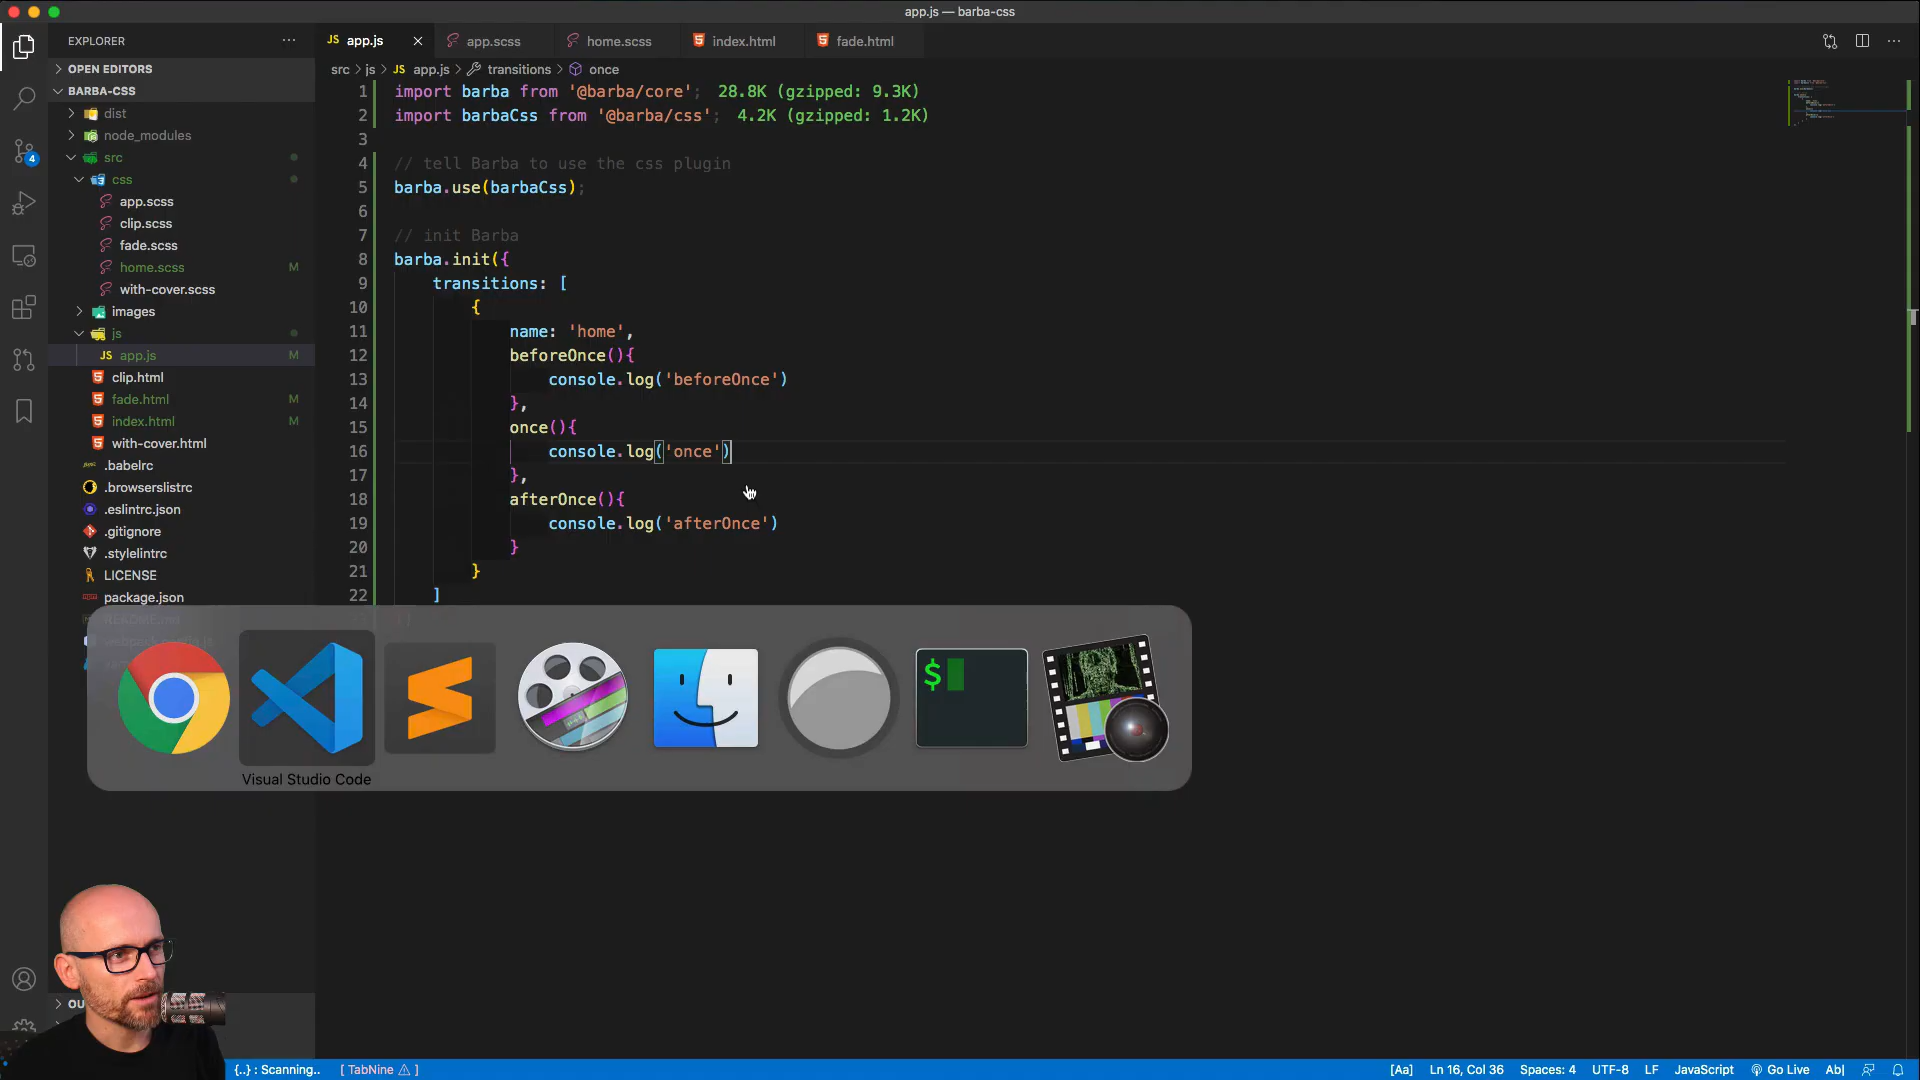 app.js — barba-css
EXPLORER
OPEN EDITORS
BARBA-CSS
dist
node_modules
src
css
app.scss
clip.scss
fade.scss
home.scss M
with-cover.scss
images
js
JS app.js M
clip.html
fade.html M
index.html M
with-cover.html
.babelrc
.browserslistrc
.eslintrc.json
.gitignore
.stylelintrc
LICENSE
package.json
README.md
webpack.config.js
OU
4
JS app.js
app.scss
home.scss
index.html
fade.html
src > js > JS app.js > transitions > once
1 import barba from '@barba/core'; 28.8K (gzipped: 9.3K)
2 import barbaCss from '@barba/css'; 4.2K (gzipped: 1.2K)
3
4 // tell Barba to use the css plugin
5 barba.use(barbaCss);
6
7 // init Barba
8 barba.init({
9 transitions: [
10 {
11 name: 'home',
12 beforeOnce(){
13 console.log('beforeOnce')
14 },
15 once(){
16 console.log('once')
17 },
18 afterOnce(){
19 console.log('afterOnce')
20 }
21 }
22 ]
$
Visual Studio Code
{..} : Scanning..
[ TabNine ⚠ ]
[Aa]
Ln 16, Col 36
Spaces: 4
UTF-8
LF
JavaScript
Go Live
Ab|